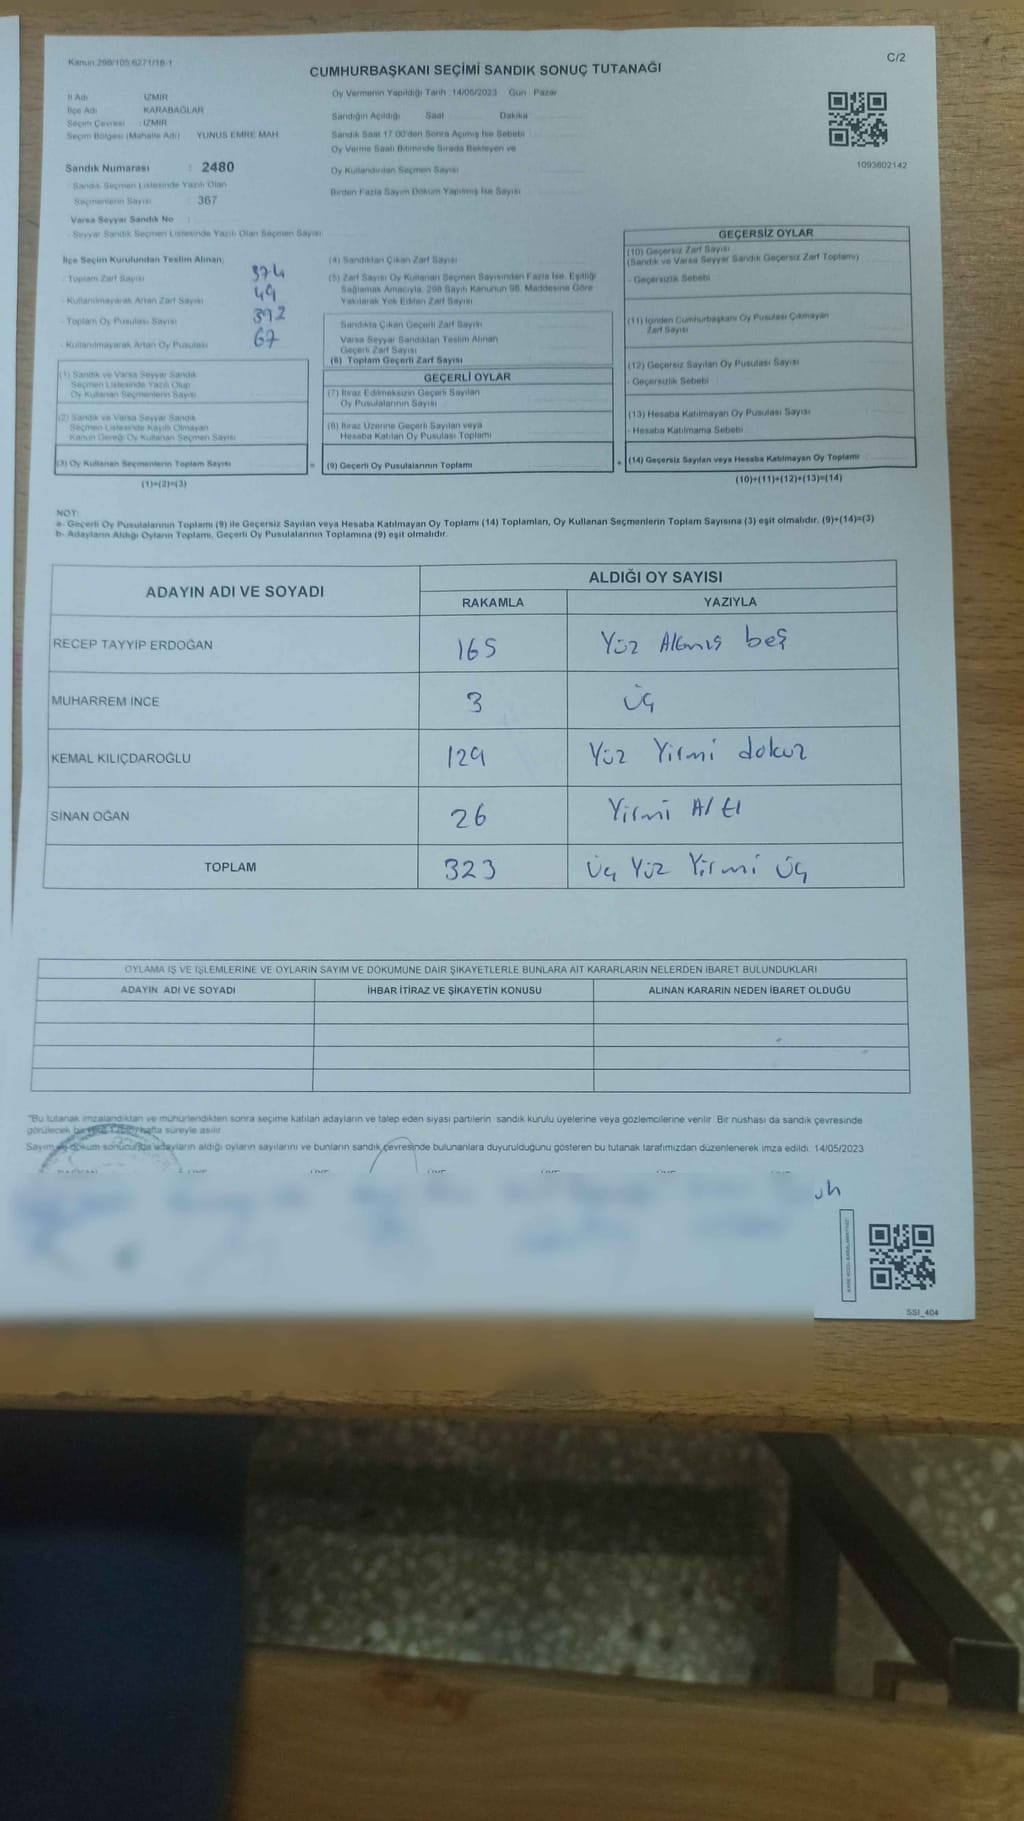 Kanun 298/105 6271/18-1
C/2
CUMHURBAŞKANI SEÇİMİ SANDIK SONUÇ TUTANAĞI
İl Adı İZMİR
İlçe Adı KARABAĞLAR
Seçim Çevresi : İZMİR
Seçim Bölgesi (Mahalle Adı) YUNUS EMRE MAH
Sandık Numarası : 2480
- Sandık Seçmen Listesinde Yazılı Olan
Seçmenlerin Sayısı : 367
Varsa Seyyar Sandık No :
- Seyyar Sandık Seçmen Listesinde Yazılı Olan Seçmen Sayısı
Oy Vermenin Yapıldığı Tarih : 14/05/2023 Gün Pazar
Sandığın Açıldığı Saat Dakika
Sandık Saat 17.00'den Sonra Açılmış İse Sebebi
Oy Verme Saati Bitiminde Sırada Bekleyen ve
Oy Kullandırılan Seçmen Sayısı
Birden Fazla Sayım Döküm Yapılmış İse Sayısı
1093602142
İlçe Seçim Kurulundan Teslim Alınan;
- Toplam Zarf Sayısı 374
- Kullanılmayarak Artan Zarf Sayısı 49
- Toplam Oy Pusulası Sayısı 392
- Kullanılmayarak Artan Oy Pusulası 67
(1) Sandık ve Varsa Seyyar Sandık
Seçmen Listesinde Yazılı Olup
Oy Kullanan Seçmenlerin Sayısı
(2) Sandık ve Varsa Seyyar Sandık
Seçmen Listesinde Kayıtlı Olmayan
Kanun Gereği Oy Kullanan Seçmen Sayısı
(3) Oy Kullanan Seçmenlerin Toplam Sayısı
(1)+(2)=(3)
(4) Sandıktan Çıkan Zarf Sayısı
(5) Zarf Sayısı Oy Kullanan Seçmen Sayısından Fazla İse, Eşitliği
Sağlamak Amacıyla, 298 Sayılı Kanunun 98. Maddesine Göre
Yakılarak Yok Edilen Zarf Sayısı
Sandıkta Çıkan Geçerli Zarf Sayısı
Varsa Seyyar Sandıktan Teslim Alınan
Geçerli Zarf Sayısı
(6) Toplam Geçerli Zarf Sayısı
GEÇERLİ OYLAR
(7) İtiraz Edilmeksizin Geçerli Sayılan
Oy Pusulalarının Sayısı
(8) İtiraz Üzerine Geçerli Sayılan veya
Hesaba Katılan Oy Pusulası Toplamı
= (9) Geçerli Oy Pusulalarının Toplamı
GEÇERSİZ OYLAR
(10) Geçersiz Zarf Sayısı
(Sandık ve Varsa Seyyar Sandık Geçersiz Zarf Toplamı)
- Geçersizlik Sebebi
(11) İçinden Cumhurbaşkanı Oy Pusulası Çıkmayan
Zarf Sayısı
(12) Geçersiz Sayılan Oy Pusulası Sayısı
- Geçersizlik Sebebi
(13) Hesaba Katılmayan Oy Pusulası Sayısı
- Hesaba Katılmama Sebebi
+ (14) Geçersiz Sayılan veya Hesaba Katılmayan Oy Toplamı
(10)+(11)+(12)+(13)=(14)
NOT:
a- Geçerli Oy Pusulalarının Toplamı (9) ile Geçersiz Sayılan veya Hesaba Katılmayan Oy Toplamı (14) Toplamları, Oy Kullanan Seçmenlerin Toplam Sayısına (3) eşit olmalıdır. (9)+(14)=(3)
b- Adayların Aldığı Oyların Toplamı, Geçerli Oy Pusulalarının Toplamına (9) eşit olmalıdır.
ADAYIN ADI VE SOYADI ALDIĞI OY SAYISI
RAKAMLA YAZIYLA
RECEP TAYYİP ERDOĞAN 165 Yüz Altmış beş
MUHARREM İNCE 3 üç
KEMAL KILIÇDAROĞLU 129 Yüz Yirmi dokuz
SİNAN OĞAN 26 Yirmi Altı
TOPLAM 323 Üç Yüz Yirmi üç
OYLAMA İŞ VE İŞLEMLERİNE VE OYLARIN SAYIM VE DÖKÜMÜNE DAİR ŞİKAYETLERLE BUNLARA AİT KARARLARIN NELERDEN İBARET BULUNDUKLARI
ADAYIN ADI VE SOYADI İHBAR İTİRAZ VE ŞİKAYETİN KONUSU ALINAN KARARIN NEDEN İBARET OLDUĞU
"Bu tutanak imzalandıktan ve mühürlendikten sonra seçime katılan adayların ve talep eden siyasi partilerin sandık kurulu üyelerine veya gözlemcilerine verilir. Bir nüshası da sandık çevresinde
görülecek bir hafta süreyle asılır.
Sayım ve döküm sonucunda adayların aldığı oyların sayılarını ve bunların sandık çevresinde bulunanlara duyurulduğunu gösteren bu tutanak tarafımızdan düzenlenerek imza edildi. 14/05/2023
SSI_404